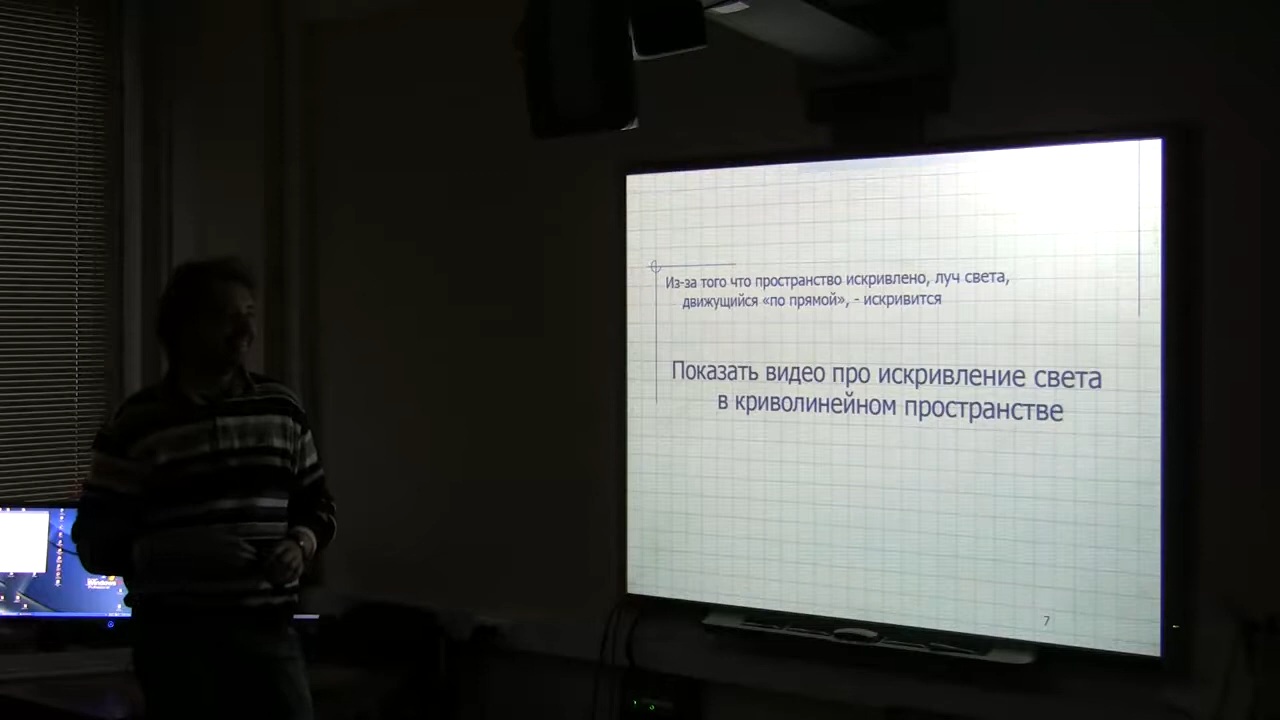 Из-за того что пространство искривлено, луч света,
движущийся «по прямой», - искривится
Показать видео про искривление света
в криволинейном пространстве
7
Windows